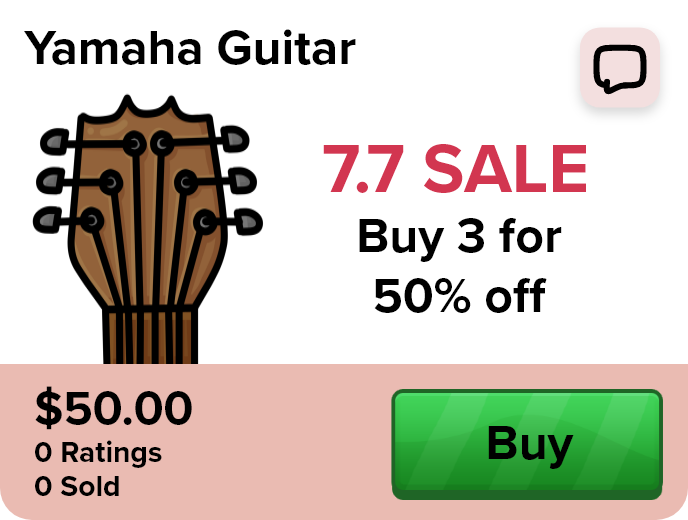 Yamaha Guitar
7.7 SALE
Buy 3 for
50% off
$50.00
0 Ratings
0 Sold
Buy